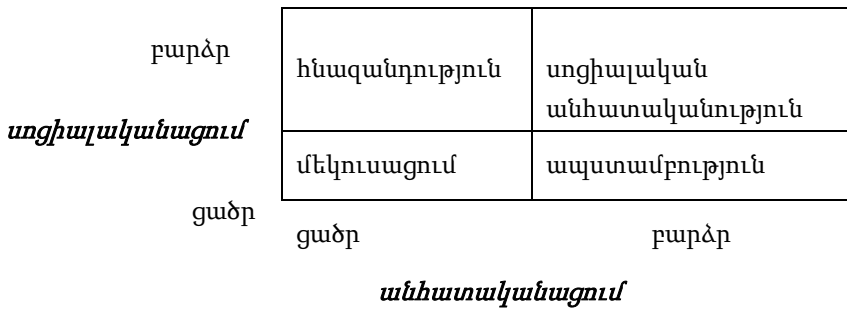 բարձր
հնազանդություն
սոցիալական
անհատականություն
սոցիալականացում
մեկուսացում
ապստամբություն
ցածր
ցածր
բարձր
անհատականացում